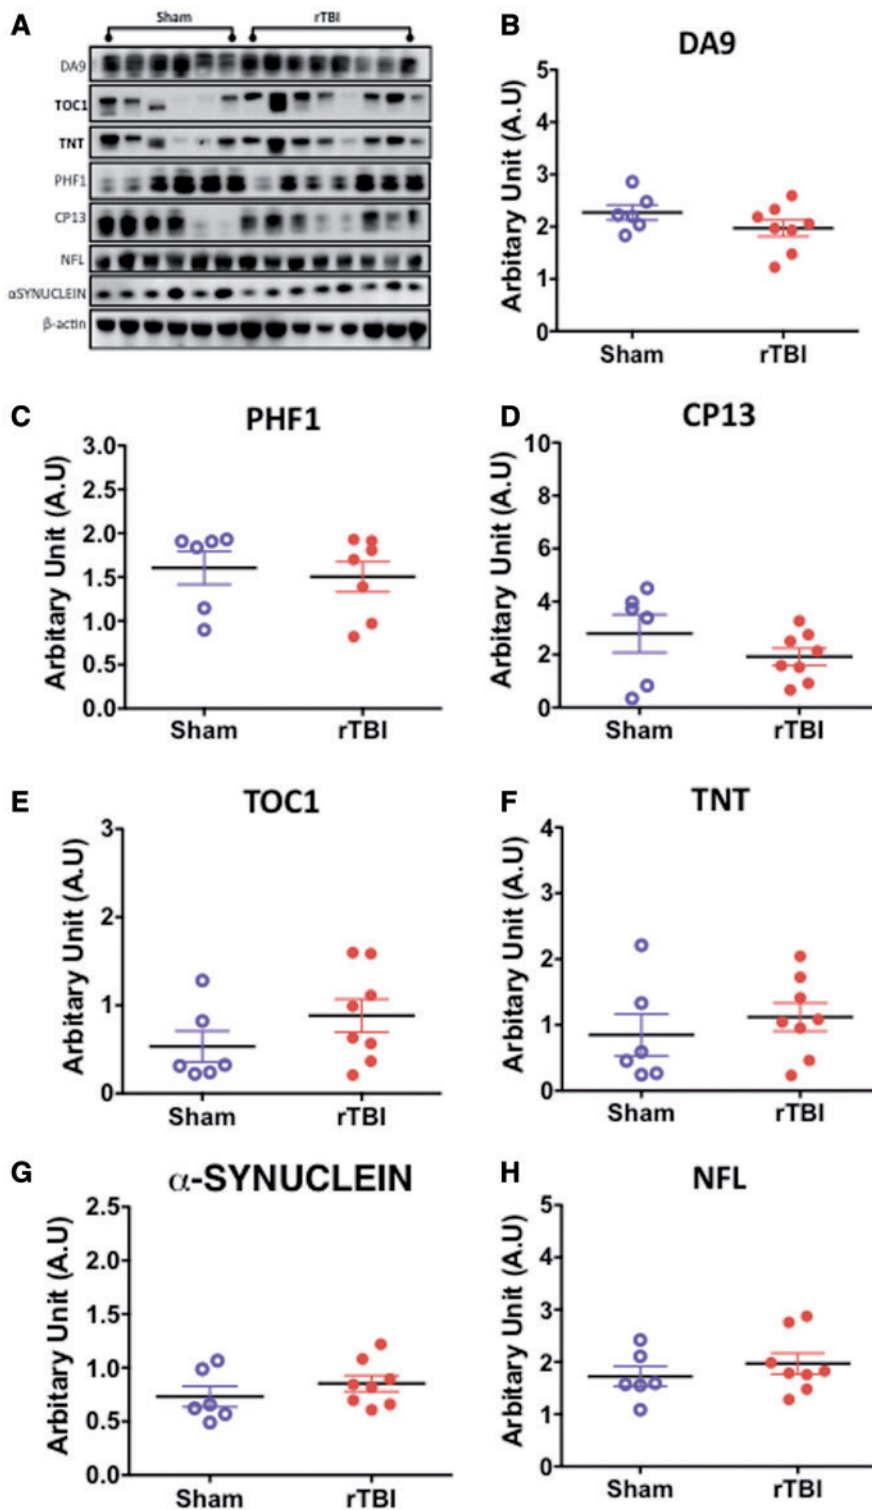 A
Sham
rTBI
DA9
TOC1
TNT
PHF1
CP13
NFL
αSYNUCLEIN
β-actin
B
DA9
Arbitary Unit (A.U)
5
4
3
2
1
0
Sham
rTBI
C
PHF1
Arbitary Unit (A.U)
3.0
2.5
2.0
1.5
1.0
0.5
0.0
Sham
rTBI
D
CP13
Arbitary Unit (A.U)
10
8
6
4
2
0
Sham
rTBI
E
TOC1
Arbitary Unit (A.U)
3
2
1
0
Sham
rTBI
F
TNT
Arbitary Unit (A.U)
4
3
2
1
0
Sham
rTBI
G
α-SYNUCLEIN
Arbitary Unit (A.U)
2.5
2.0
1.5
1.0
0.5
0.0
Sham
rTBI
H
NFL
Arbitary Unit (A.U)
5
4
3
2
1
0
Sham
rTBI